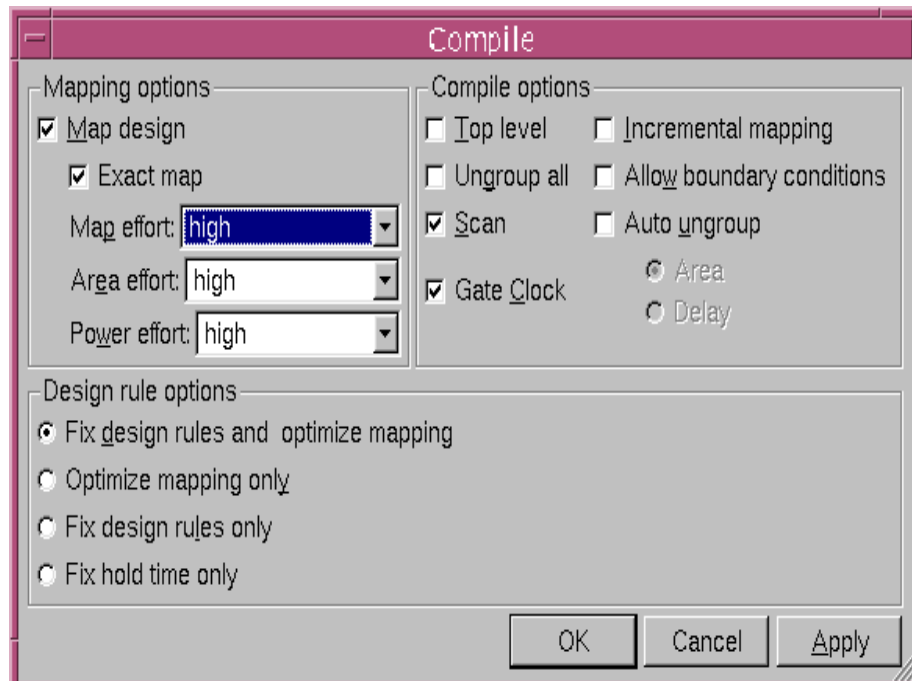 Compile
Mapping options
Map design
Exact map
Map effort: high
Area effort: high
Power effort: high
Compile options
Top level
Incremental mapping
Ungroup all
Allow boundary conditions
Scan
Auto ungroup
Gate Clock
Area
Delay
Design rule options
Fix design rules and optimize mapping
Optimize mapping only
Fix design rules only
Fix hold time only
OK
Cancel
Apply